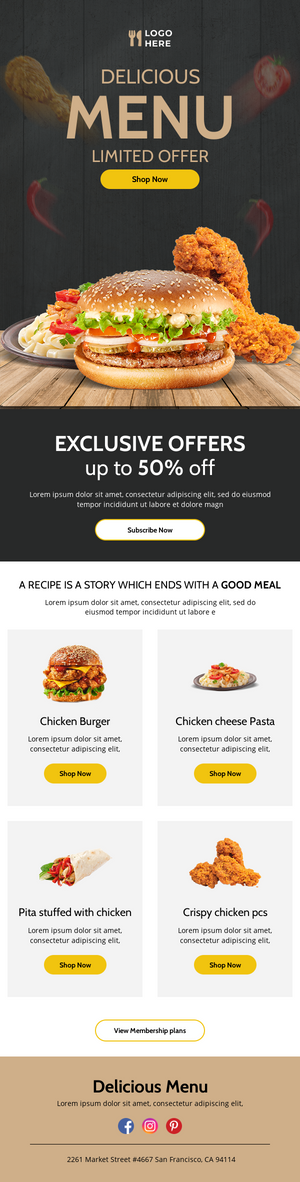 LOGO
HERE
DELICIOUS
MENU
LIMITED OFFER
Shop Now
EXCLUSIVE OFFERS
up to 50% off
Lorem ipsum dolor sit amet, consectetur adipiscing elit, sed do eiusmod
tempor incididunt ut labore et dolore magn
Subscribe Now
A RECIPE IS A STORY WHICH ENDS WITH A GOOD MEAL
Lorem ipsum dolor sit amet, consectetur adipiscing elit, sed do
eiusmod tempor incididunt ut labore e
Chicken Burger
Lorem ipsum dolor sit amet,
consectetur adipiscing elit,
Shop Now
Chicken cheese Pasta
Lorem ipsum dolor sit amet,
consectetur adipiscing elit,
Shop Now
Pita stuffed with chicken
Lorem ipsum dolor sit amet,
consectetur adipiscing elit,
Shop Now
Crispy chicken pcs
Lorem ipsum dolor sit amet,
consectetur adipiscing elit,
Shop Now
View Membership plans
Delicious Menu
Lorem ipsum dolor sit amet, consectetur adipiscing elit,
2261 Market Street #4667 San Francisco, CA 94114